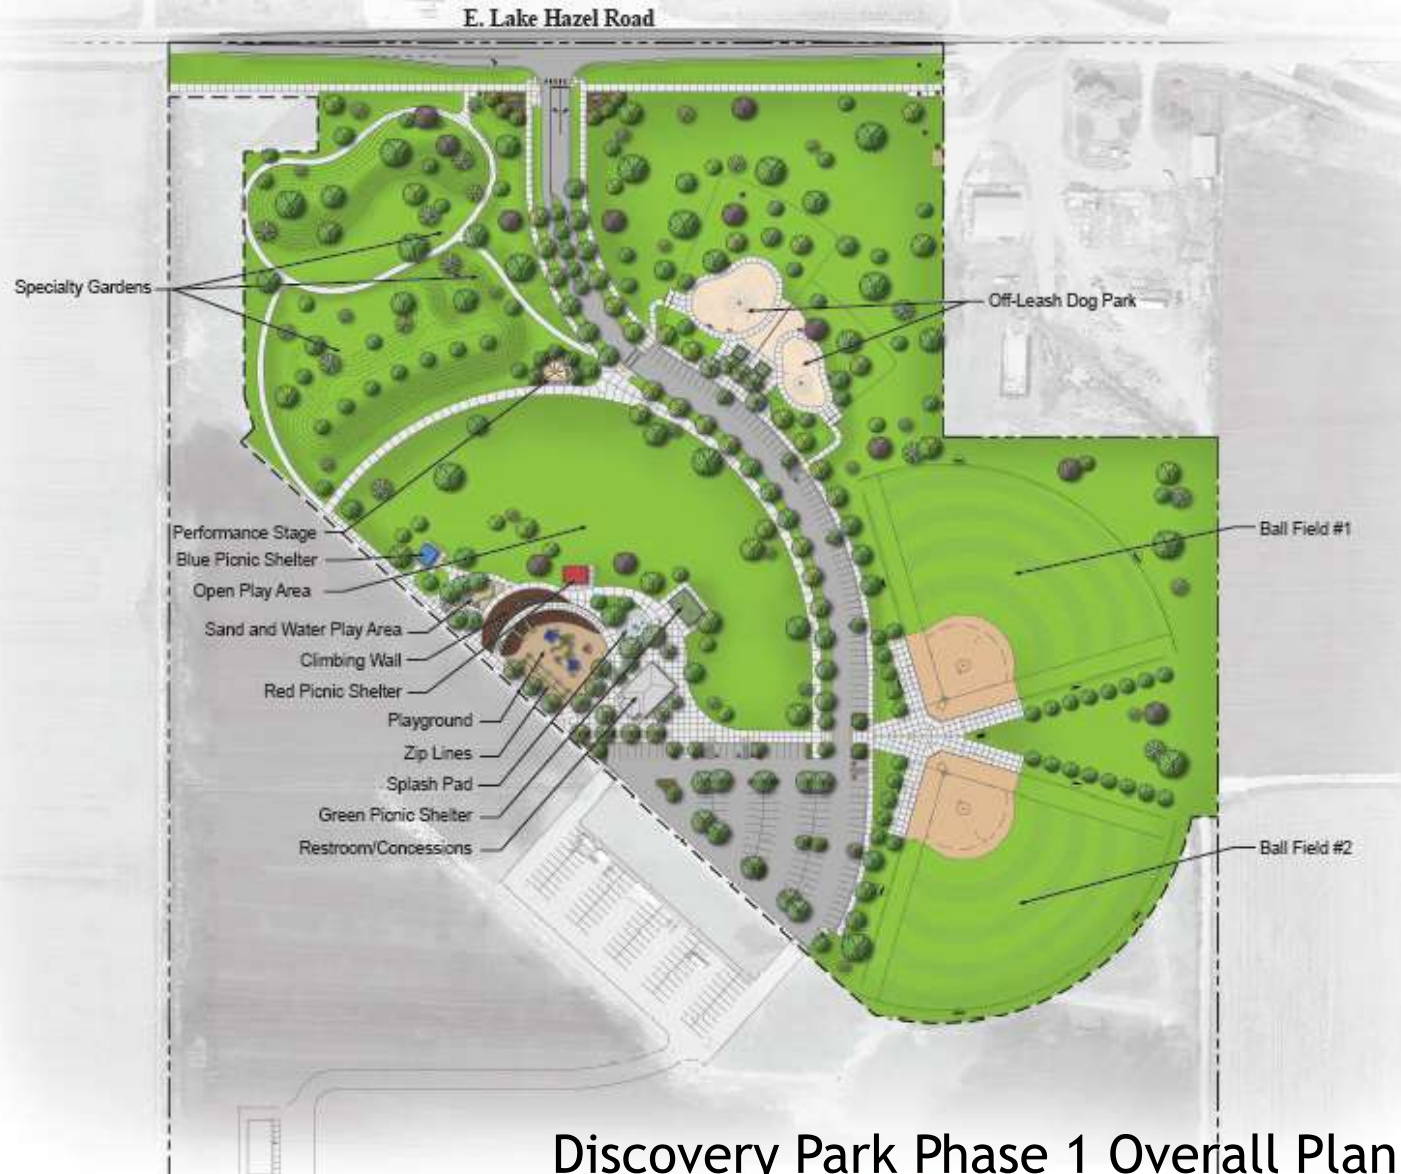 E. Lake Hazel Road
Specialty Gardens
Off-Leash Dog Park
Performance Stage
Blue Picnic Shelter
Open Play Area
Sand and Water Play Area
Climbing Wall
Red Picnic Shelter
Playground
Zip Lines
Splash Pad
Green Picnic Shelter
Restroom/Concessions
Ball Field #1
Ball Field #2
Discovery Park Phase 1 Overall Plan